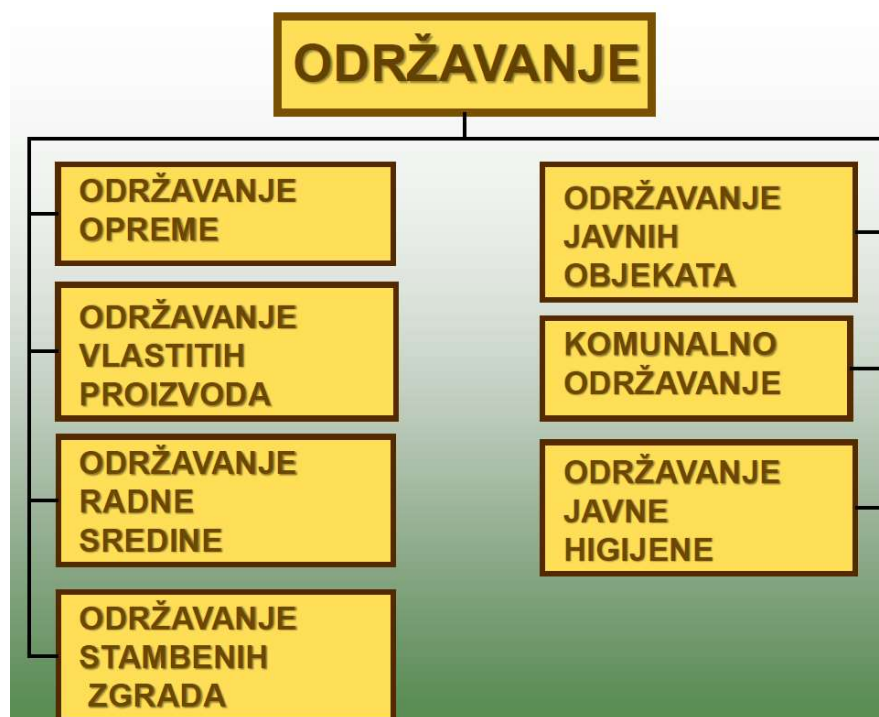 ODRŽAVANJE
ODRŽAVANJE
OPREME
ODRŽAVANJE
VLASTITIH
PROIZVODA
ODRŽAVANJE
RADNE
SREDINE
ODRŽAVANJE
STAMBENIH
ZGRADA
ODRŽAVANJE
JAVNIH
OBJEKATA
KOMUNALNO
ODRŽAVANJE
ODRŽAVANJE
JAVNE
HIGIJENE